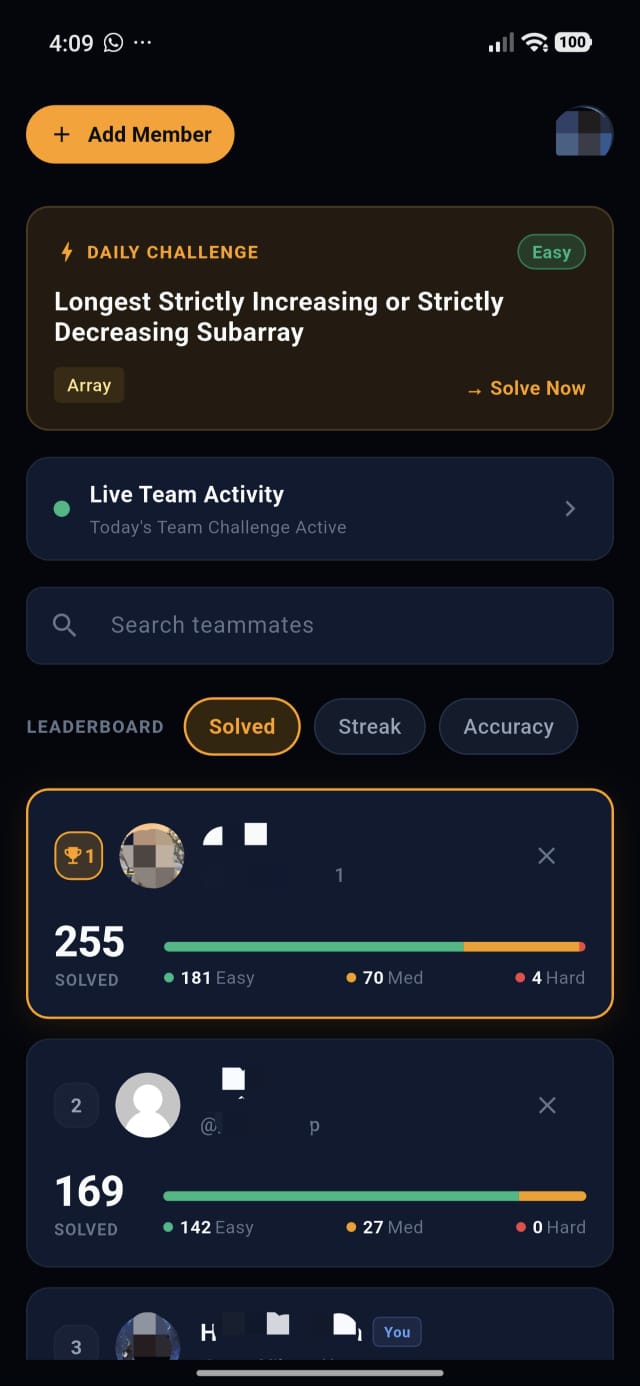 4:09 ... 100
+ Add Member
DAILY CHALLENGE Easy
Longest Strictly Increasing or Strictly
Decreasing Subarray
Array → Solve Now
Live Team Activity
Today's Team Challenge Active
Search teammates
LEADERBOARD Solved Streak Accuracy
1
1
255
SOLVED 181 Easy 70 Med 4 Hard
2
@ p
169
SOLVED 142 Easy 27 Med 0 Hard
3 H You